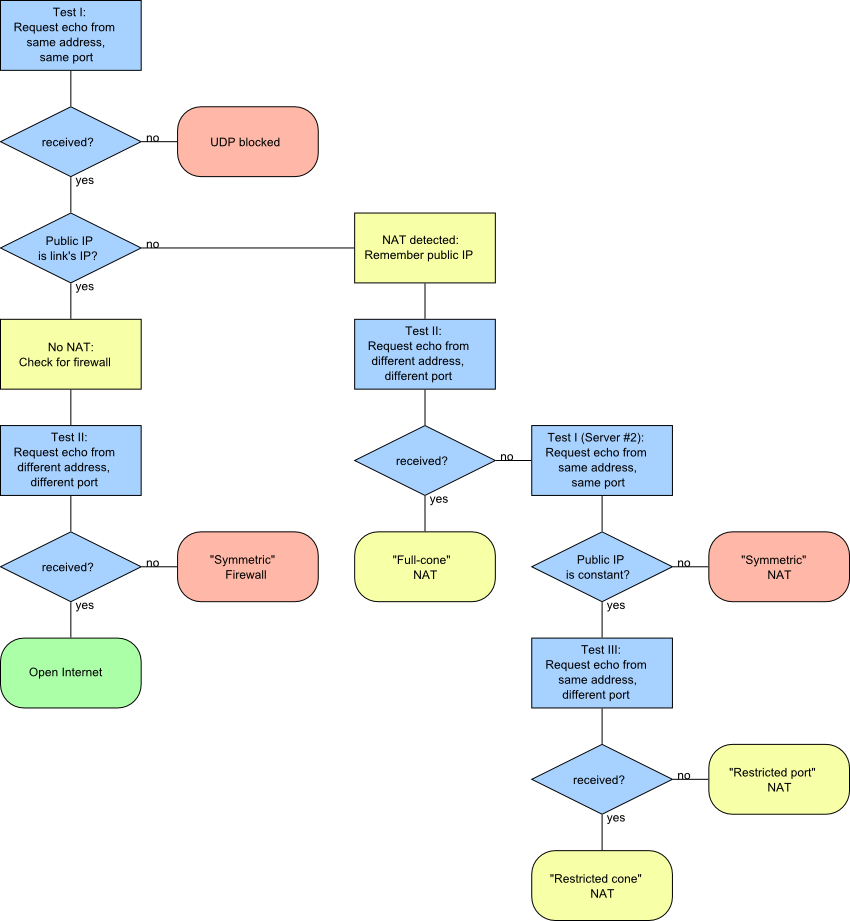 Test I:
Request echo from
same address,
same port
received?
no
UDP blocked
yes
Public IP
is link's IP?
no
NAT detected:
Remember public IP
yes
No NAT:
Check for firewall
Test II:
Request echo from
different address,
different port
Test II:
Request echo from
different address,
different port
received?
no
Test I (Server #2):
Request echo from
same address,
same port
yes
received?
no
"Symmetric"
Firewall
"Full-cone"
NAT
Public IP
is constant?
no
"Symmetric"
NAT
yes
yes
Open Internet
Test III:
Request echo from
same address,
different port
received?
no
"Restricted port"
NAT
yes
"Restricted cone"
NAT